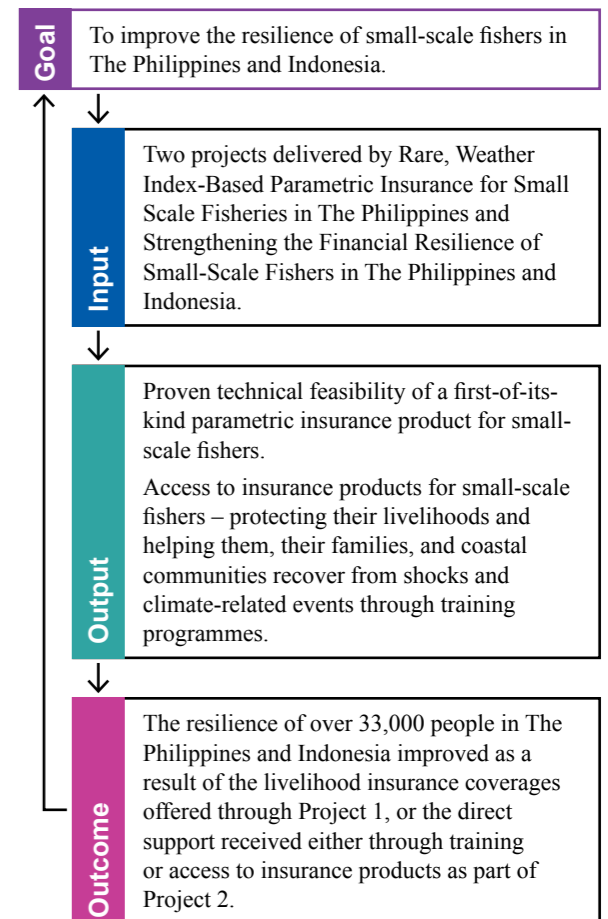 Goal
To improve the resilience of small-scale fishers in
The Philippines and Indonesia.
Input
Two projects delivered by Rare, Weather
Index-Based Parametric Insurance for Small
Scale Fisheries in The Philippines and
Strengthening the Financial Resilience of
Small-Scale Fishers in The Philippines and
Indonesia.
Output
Proven technical feasibility of a first-of-its-
kind parametric insurance product for small-
scale fishers.
Access to insurance products for small-scale
fishers – protecting their livelihoods and
helping them, their families, and coastal
communities recover from shocks and
climate-related events through training
programmes.
Outcome
The resilience of over 33,000 people in The
Philippines and Indonesia improved as a
result of the livelihood insurance coverages
offered through Project 1, or the direct
support received either through training
or access to insurance products as part of
Project 2.